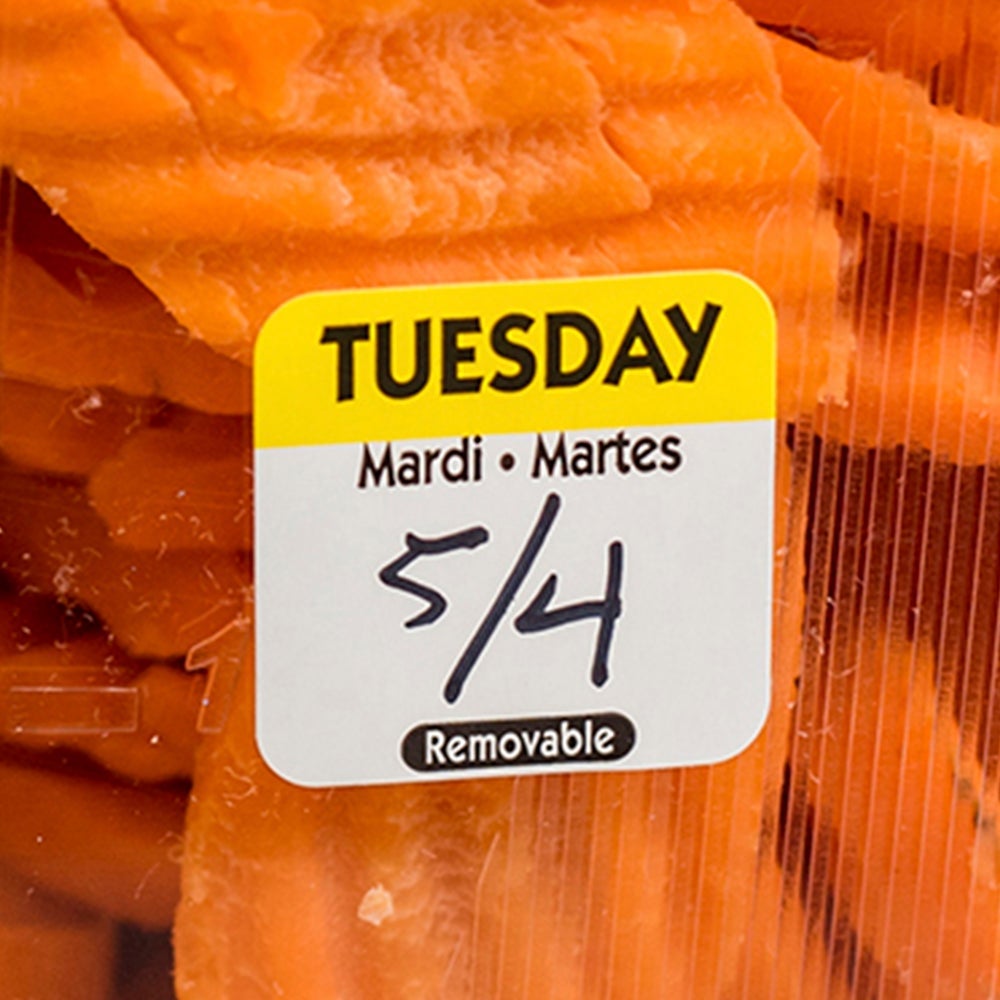 TUESDAY
Mardi • Martes
5/4
Removable